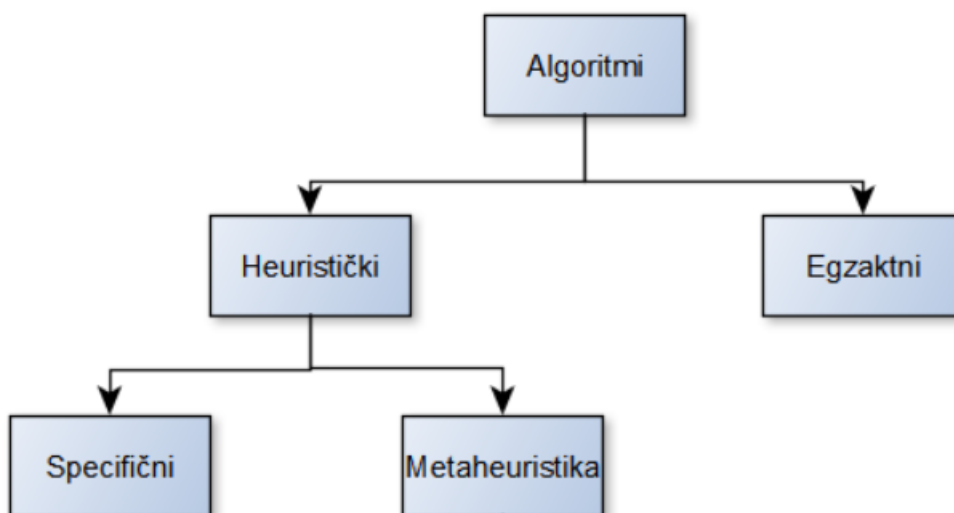 Algoritmi
Heuristički
Egzaktni
Specifični
Metaheuristika